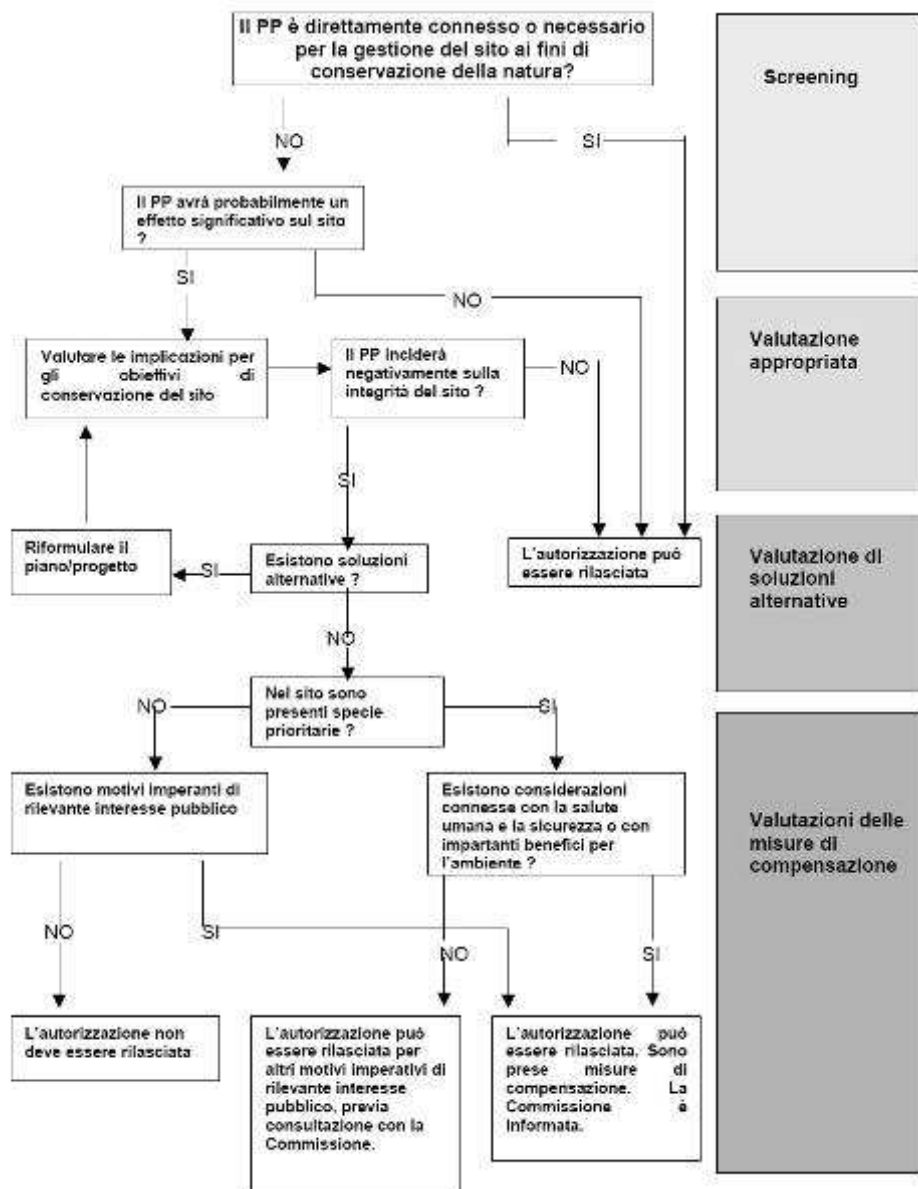 Il PP è direttamente connesso o necessario
per la gestione del sito ai fini di
conservazione della natura?
Screening
NO
SI
Il PP avrá probabilmente un
effetto significativo sul sito
?
SI
NO
Valutazione
appropriata
Valutare le implicazioni per
gli obiettivi di
conservazione del sito
Il PP inciderá
negativamente sulla
integritá del sito ?
NO
SI
Riformulare il
piano/progetto
SI
Esistono soluzioni
alternative ?
L'autorizzazione puó
essere rilasciata
Valutazione di
soluzioni
alternative
NO
Nel sito sono
presenti specie
prioritarie ?
NO
SI
Esistono motivi imperanti di
rilevante interesse pubblico
Esistono considerazioni
connesse con la salute
umana e la sicurezza o con
impartanti benefici per
l'ambiente ?
Valutazioni delle
misure di
compensazione
NO
SI
NO
SI
L'autorizzazione non
deve essere rilasciata
L'autorizzazione puó
essere rilasciata per
altri motivi imperativi di
rilevante interesse
pubblico, previa
consultazione con la
Commissione.
L'autorizzazione puó
essere rilasciata. Sono
prese misure di
compensazione. La
Commissione é
informata.